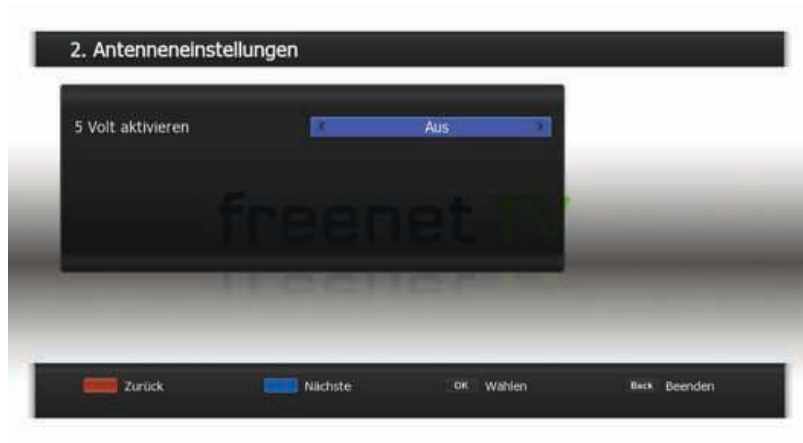 2. Antenneneinstellungen
5 Volt aktivieren
Aus
freenet TV
Zurück
Nächste
OK Wählen
Back Beenden